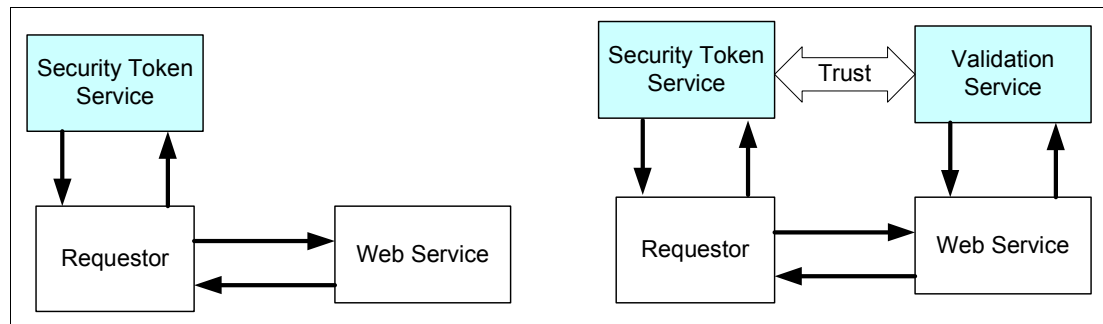 Security Token
Service
Requestor
Web Service
Security Token
Service
Trust
Validation
Service
Requestor
Web Service